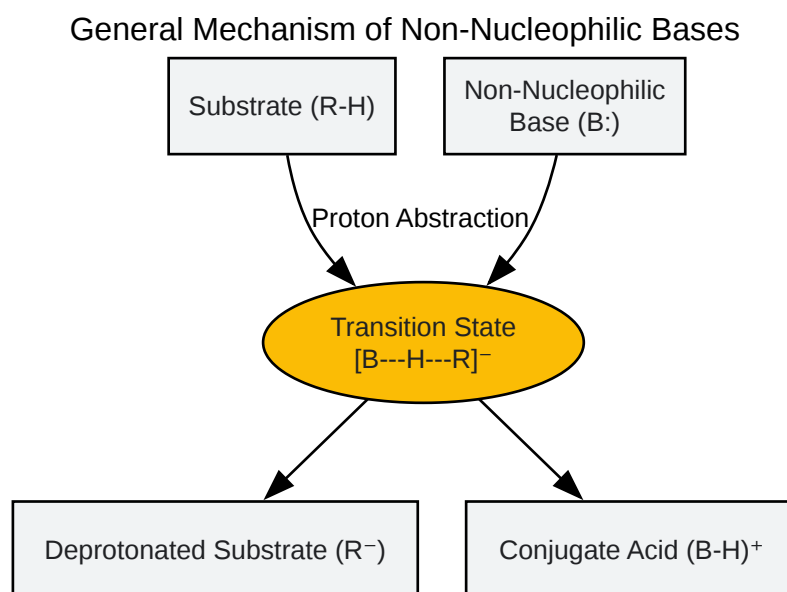 General Mechanism of Non-Nucleophilic Bases
Substrate (R-H)
Non-Nucleophilic
Base (B:)
Proton Abstraction
Transition State
[B---H---R]⁻
Deprotonated Substrate (R⁻)
Conjugate Acid (B-H)⁺